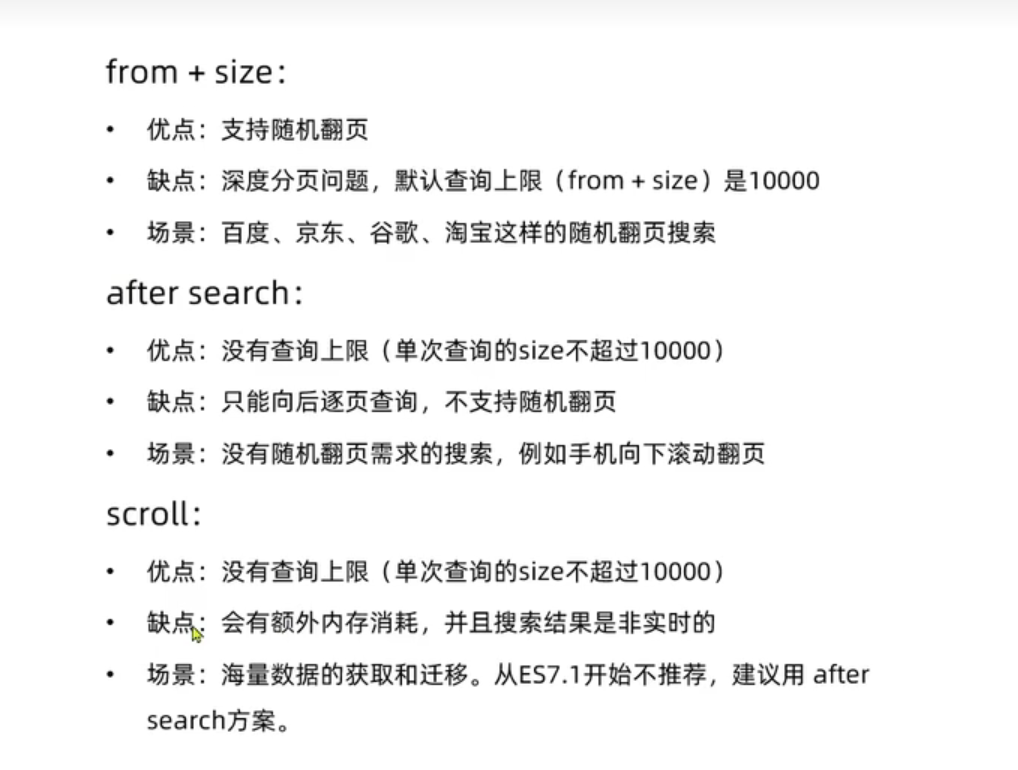 from + size：
• 优点：支持随机翻页
• 缺点：深度分页问题，默认查询上限（from + size）是10000
• 场景：百度、京东、谷歌、淘宝这样的随机翻页搜索
after search：
• 优点：没有查询上限（单次查询的size不超过10000）
• 缺点：只能向后逐页查询，不支持随机翻页
• 场景：没有随机翻页需求的搜索，例如手机向下滚动翻页
scroll：
• 优点：没有查询上限（单次查询的size不超过10000）
• 缺点：会有额外内存消耗，并且搜索结果是非实时的
• 场景：海量数据的获取和迁移。从ES7.1开始不推荐，建议用 after
search方案。